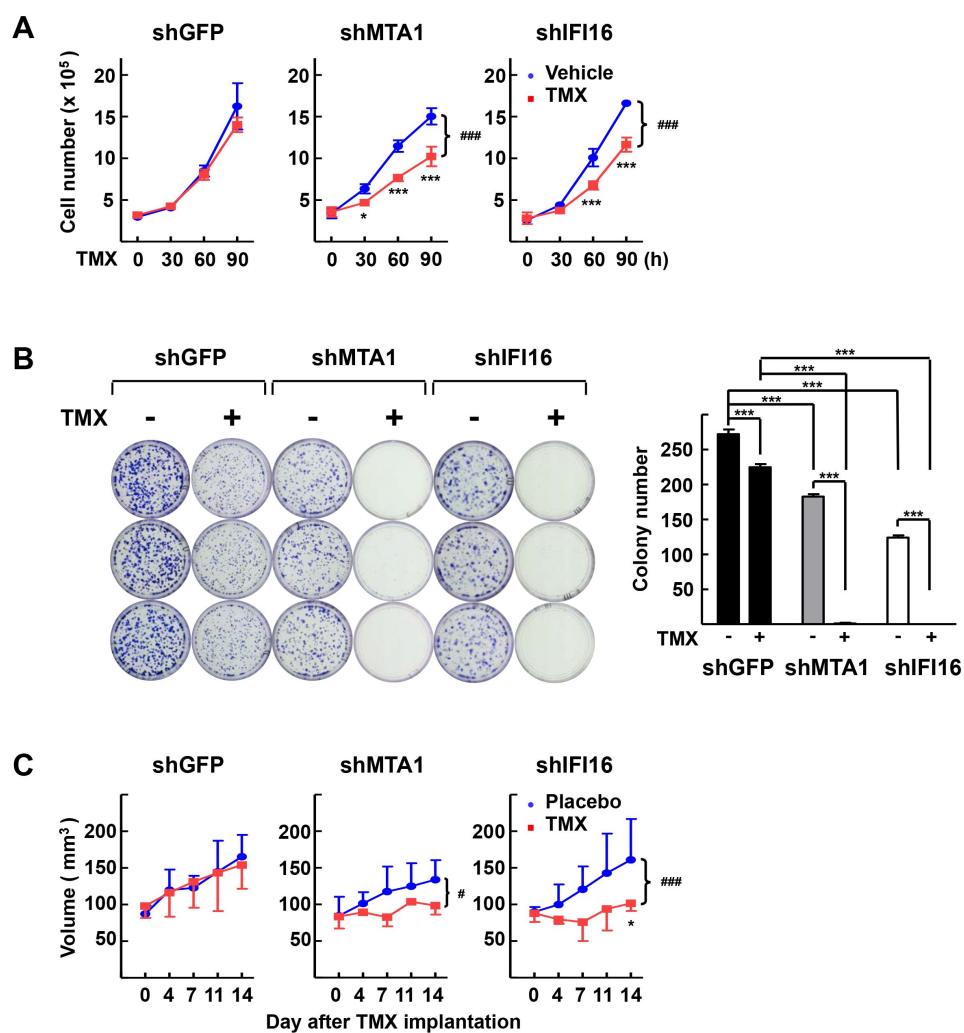 A
shGFP
shMTA1
shIFI16
Cell number (x 10⁵)
20
15
10
5
20
15
10
5
20
15
10
5
Vehicle
TMX
###
###
*
***
***
***
***
TMX 0 30 60 90
0 30 60 90
0 30 60 90 (h)
B
shGFP
shMTA1
shIFI16
TMX - + - + - +
Colony number
250
200
150
100
50
***
***
***
***
***
***
***
TMX - + - + - +
shGFP shMTA1 shIFI16
C
shGFP
shMTA1
shIFI16
Volume ( mm³ )
200
150
100
50
200
150
100
50
200
150
100
50
Placebo
TMX
#
###
*
0 4 7 11 14
0 4 7 11 14
0 4 7 11 14
Day after TMX implantation